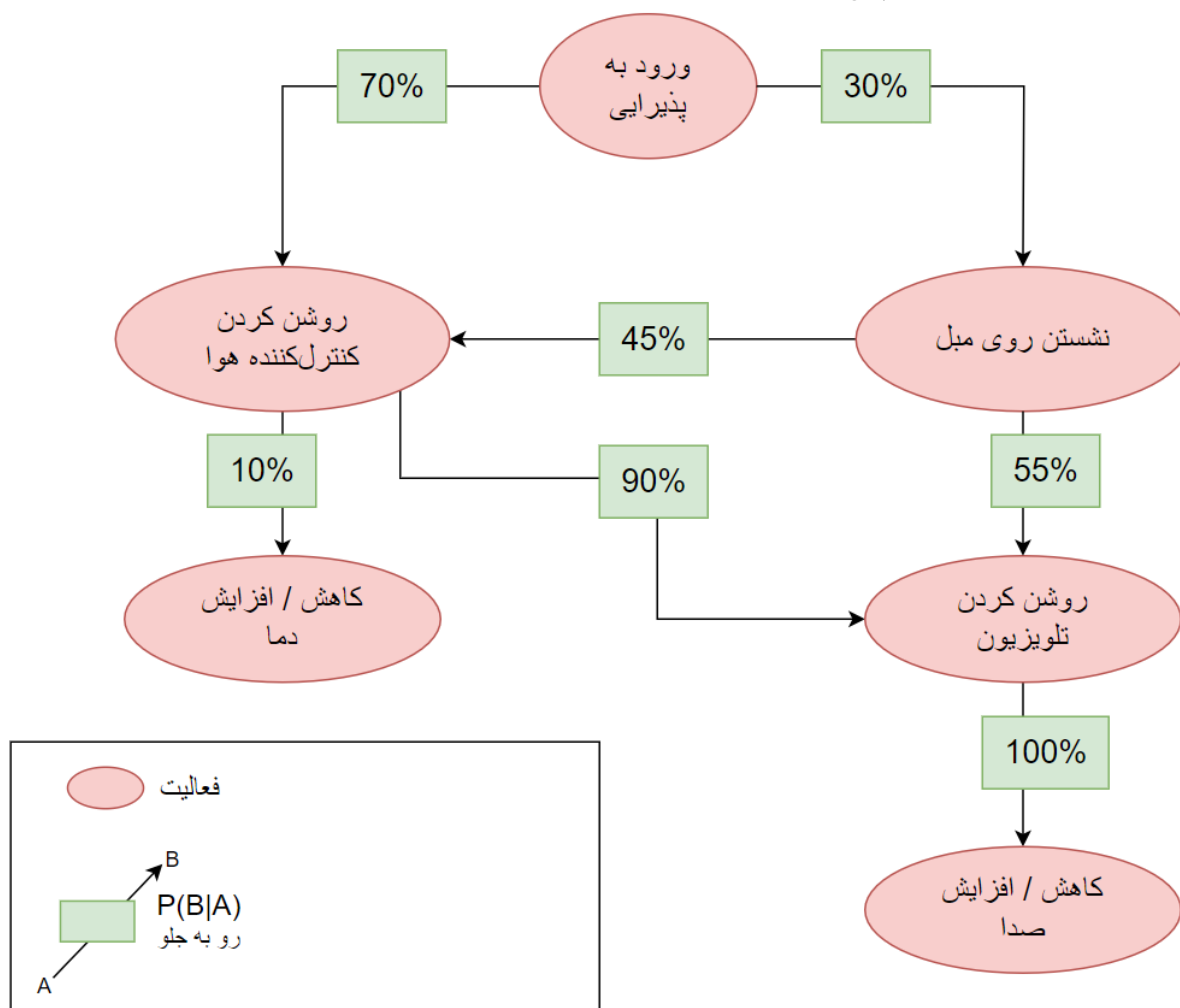 ورود به
پذیرایی
70%
30%
روشن کردن
کنترل‌کننده هوا
45%
نشستن روی مبل
10%
90%
55%
کاهش / افزایش
دما
روشن کردن
تلویزیون
100%
کاهش / افزایش
صدا
فعالیت
B
P(B|A)
رو به جلو
A